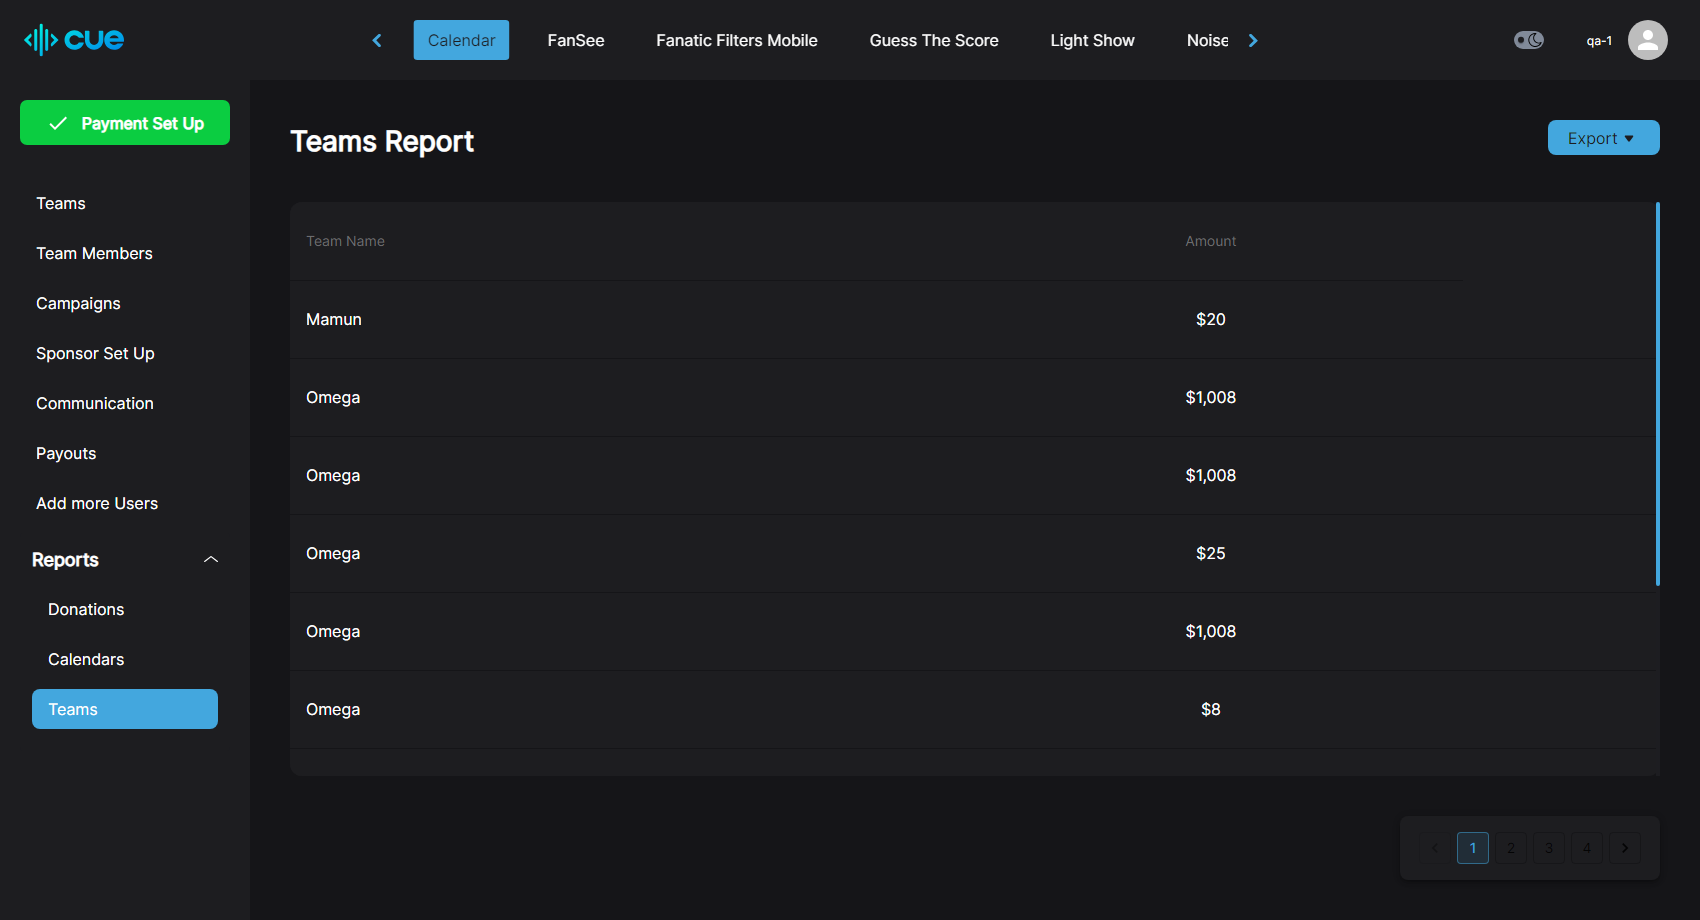 cue
Calendar
FanSee
Fanatic Filters Mobile
Guess The Score
Light Show
Noise
qa-1
Payment Set Up
Teams
Team Members
Campaigns
Sponsor Set Up
Communication
Payouts
Add more Users
Reports
Donations
Calendars
Teams
Teams Report
Export
Team Name Amount
Mamun $20
Omega $1,008
Omega $1,008
Omega $25
Omega $1,008
Omega $8
1 2 3 4